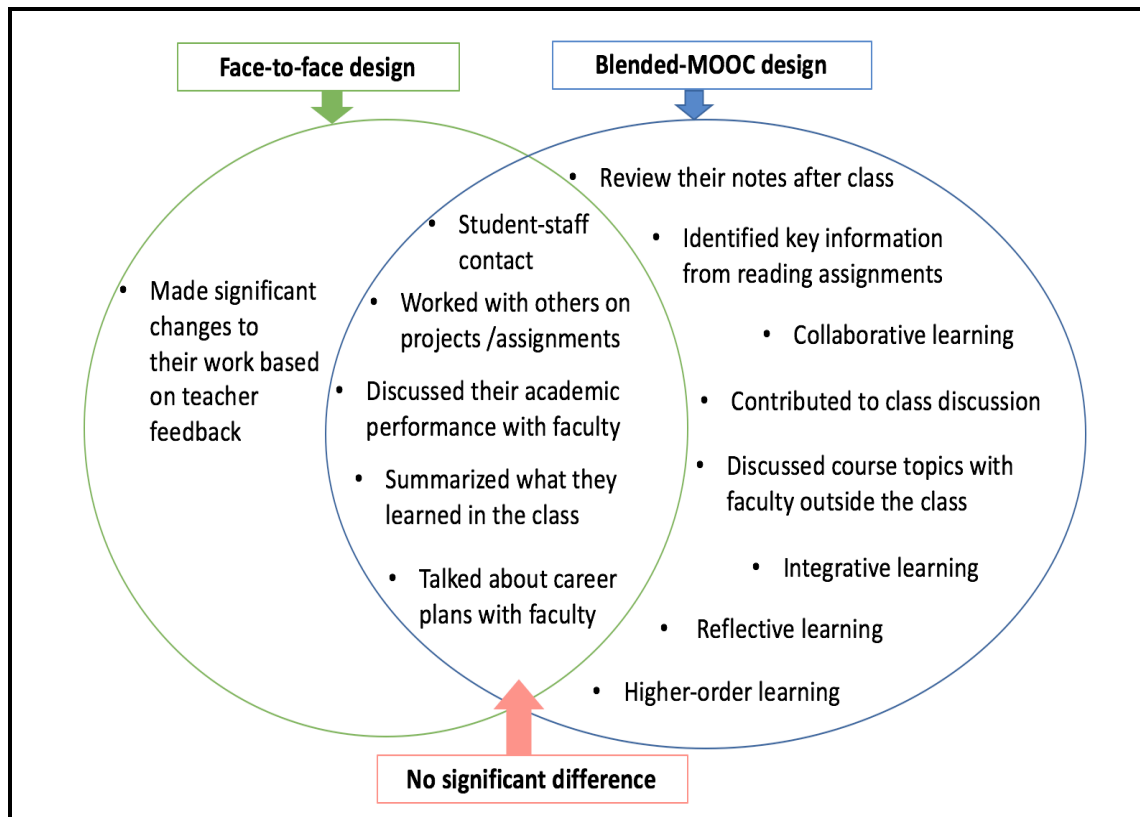 Face-to-face design
Blended-MOOC design
• Made significant
changes to
their work based
on teacher
feedback
• Student-staff
contact
• Worked with others on
projects /assignments
• Discussed their academic
performance with faculty
• Summarized what they
learned in the class
• Talked about career
plans with faculty
• Review their notes after class
• Identified key information
from reading assignments
• Collaborative learning
• Contributed to class discussion
• Discussed course topics with
faculty outside the class
• Integrative learning
• Reflective learning
• Higher-order learning
No significant difference